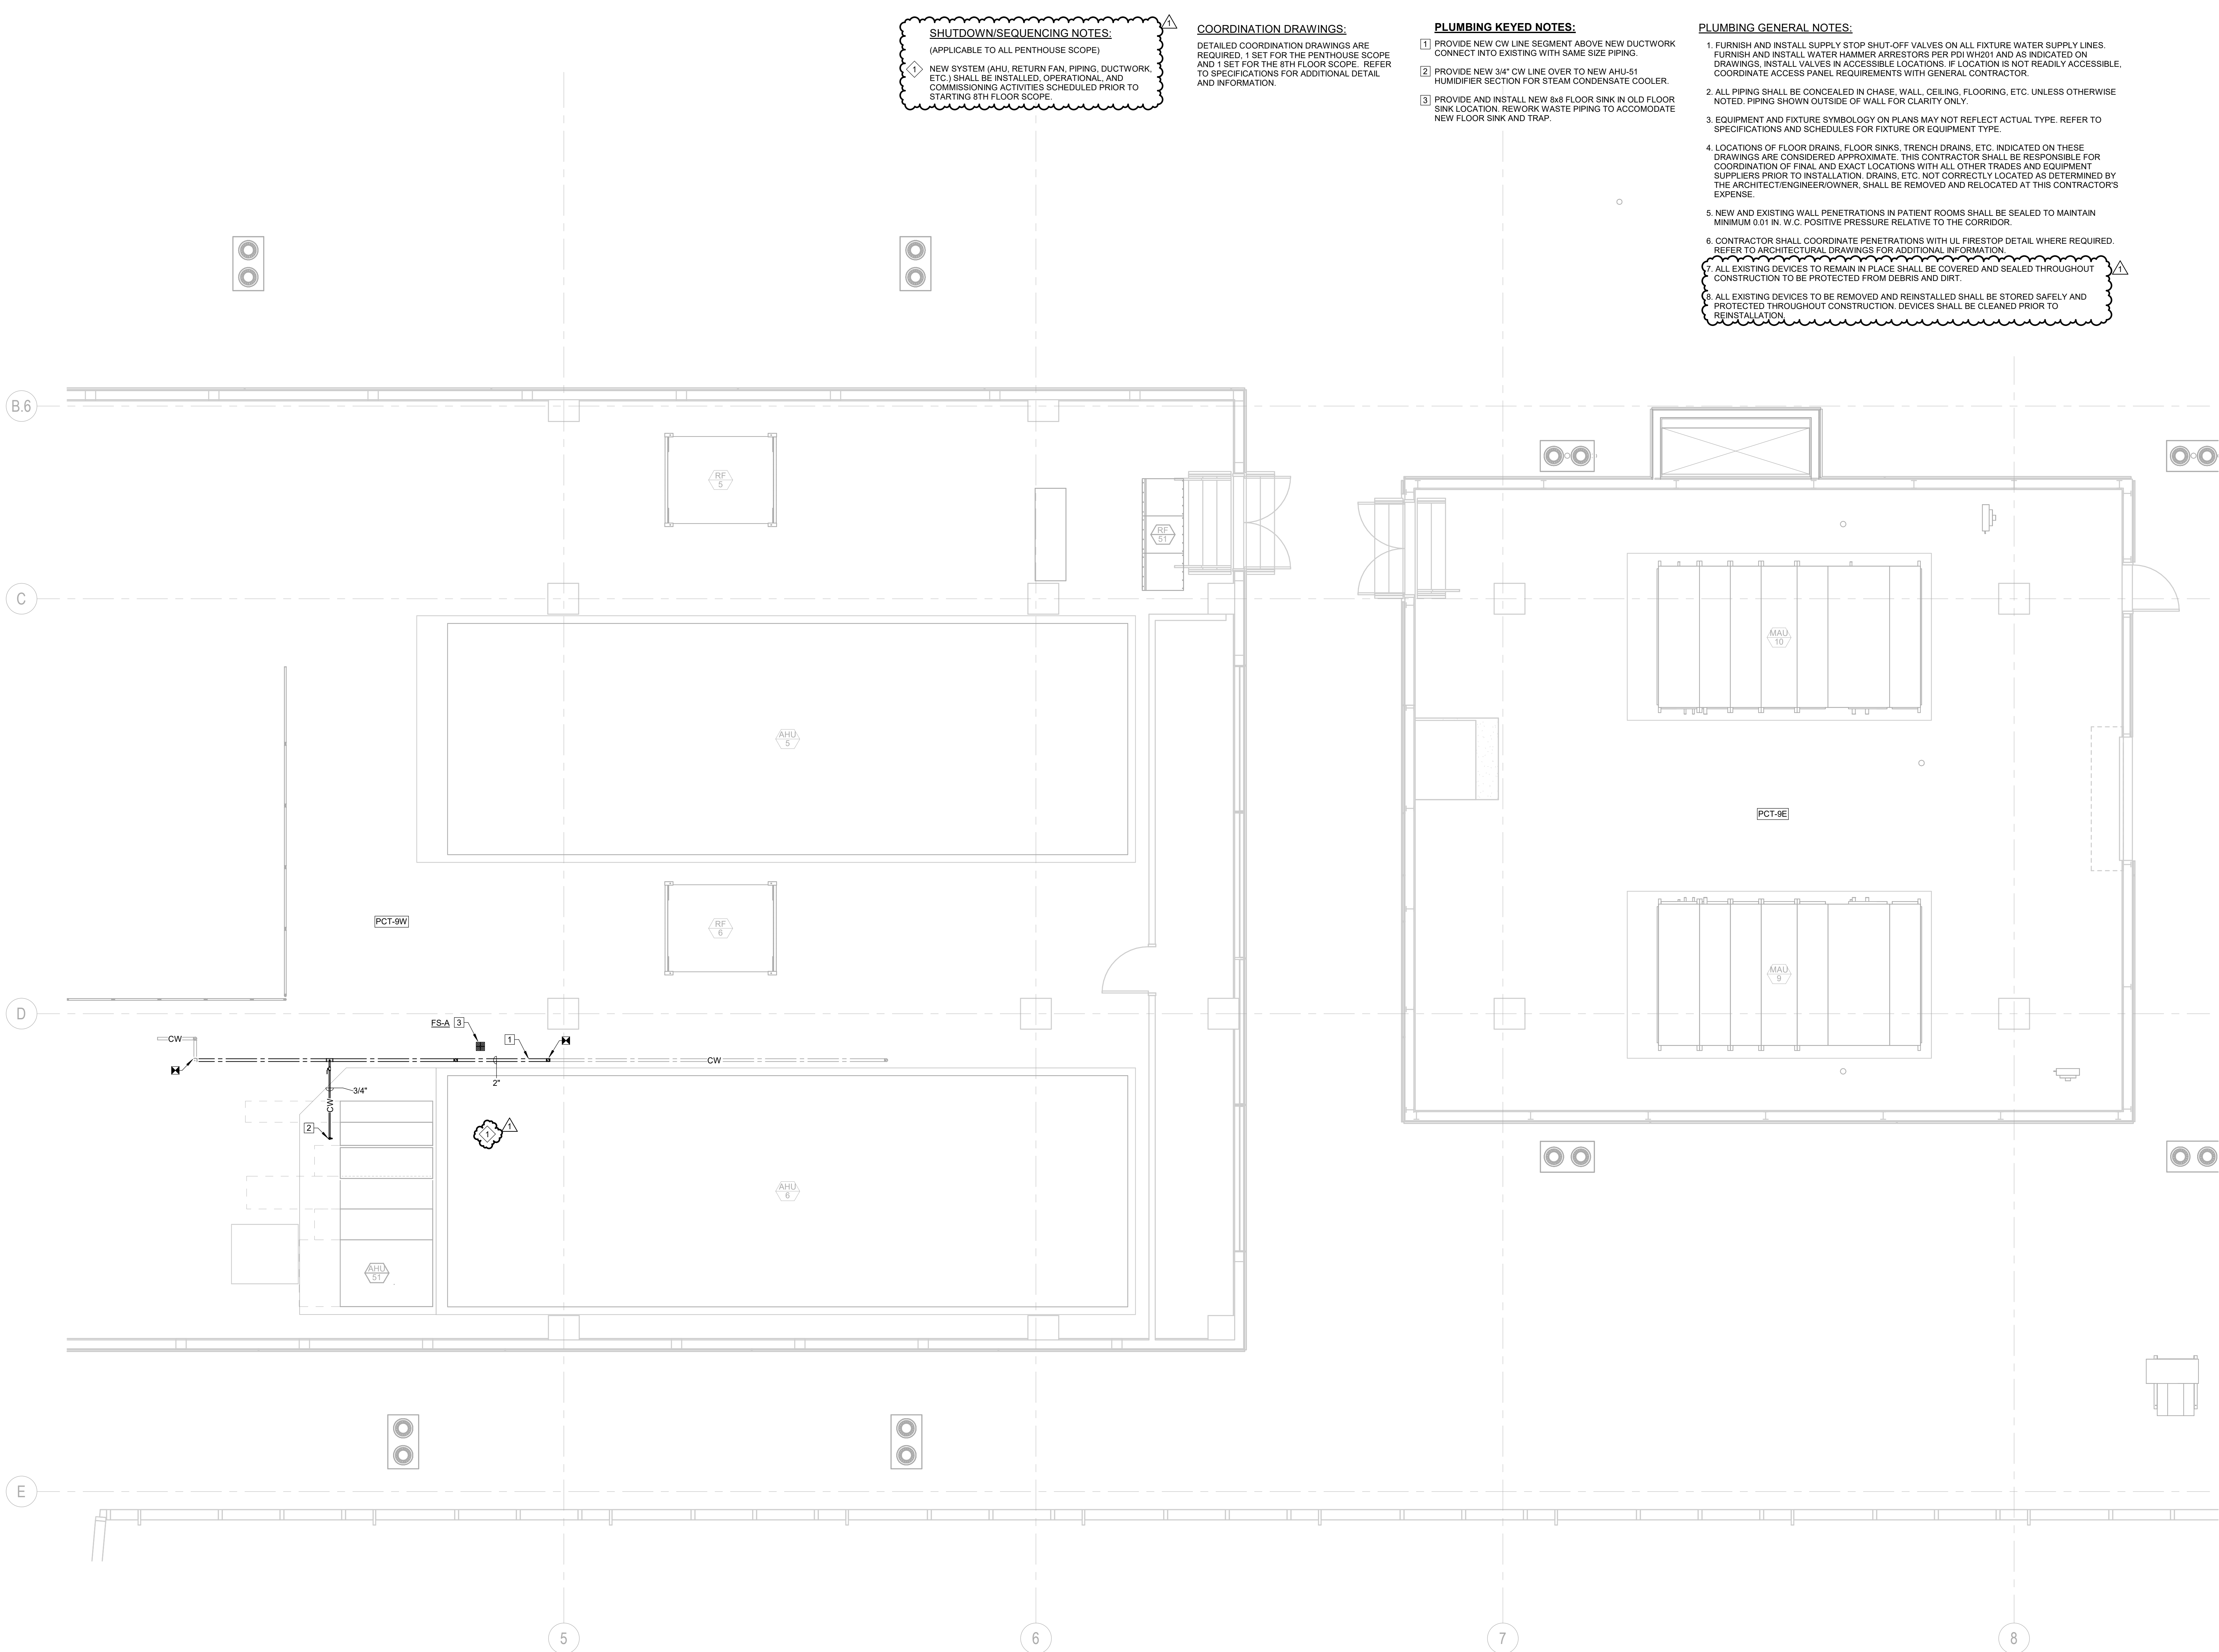 SHUTDOWN/SEQUENCING NOTES:
1
(APPLICABLE TO ALL PENTHOUSE SCOPE)
1
NEW SYSTEM (AHU, RETURN FAN, PIPING, DUCTWORK,
ETC.) SHALL BE INSTALLED, OPERATIONAL, AND
COMMISSIONING ACTIVITIES SCHEDULED PRIOR TO
STARTING 8TH FLOOR SCOPE.
COORDINATION DRAWINGS:
DETAILED COORDINATION DRAWINGS ARE
REQUIRED, 1 SET FOR THE PENTHOUSE SCOPE
AND 1 SET FOR THE 8TH FLOOR SCOPE. REFER
TO SPECIFICATIONS FOR ADDITIONAL DETAIL
AND INFORMATION.
PLUMBING KEYED NOTES:
1 PROVIDE NEW CW LINE SEGMENT ABOVE NEW DUCTWORK
CONNECT INTO EXISTING WITH SAME SIZE PIPING.
2 PROVIDE NEW 3/4" CW LINE OVER TO NEW AHU-51
HUMIDIFIER SECTION FOR STEAM CONDENSATE COOLER.
3 PROVIDE AND INSTALL NEW 8x8 FLOOR SINK IN OLD FLOOR
SINK LOCATION. REWORK WASTE PIPING TO ACCOMODATE
NEW FLOOR SINK AND TRAP.
PLUMBING GENERAL NOTES:
1. FURNISH AND INSTALL SUPPLY STOP SHUT-OFF VALVES ON ALL FIXTURE WATER SUPPLY LINES.
FURNISH AND INSTALL WATER HAMMER ARRESTORS PER PDI WH201 AND AS INDICATED ON
DRAWINGS, INSTALL VALVES IN ACCESSIBLE LOCATIONS. IF LOCATION IS NOT READILY ACCESSIBLE,
COORDINATE ACCESS PANEL REQUIREMENTS WITH GENERAL CONTRACTOR.
2. ALL PIPING SHALL BE CONCEALED IN CHASE, WALL, CEILING, FLOORING, ETC. UNLESS OTHERWISE
NOTED. PIPING SHOWN OUTSIDE OF WALL FOR CLARITY ONLY.
3. EQUIPMENT AND FIXTURE SYMBOLOGY ON PLANS MAY NOT REFLECT ACTUAL TYPE. REFER TO
SPECIFICATIONS AND SCHEDULES FOR FIXTURE OR EQUIPMENT TYPE.
4. LOCATIONS OF FLOOR DRAINS, FLOOR SINKS, TRENCH DRAINS, ETC. INDICATED ON THESE
DRAWINGS ARE CONSIDERED APPROXIMATE. THIS CONTRACTOR SHALL BE RESPONSIBLE FOR
COORDINATION OF FINAL AND EXACT LOCATIONS WITH ALL OTHER TRADES AND EQUIPMENT
SUPPLIERS PRIOR TO INSTALLATION. DRAINS, ETC. NOT CORRECTLY LOCATED AS DETERMINED BY
THE ARCHITECT/ENGINEER/OWNER, SHALL BE REMOVED AND RELOCATED AT THIS CONTRACTOR'S
EXPENSE.
5. NEW AND EXISTING WALL PENETRATIONS IN PATIENT ROOMS SHALL BE SEALED TO MAINTAIN
MINIMUM 0.01 IN. W.C. POSITIVE PRESSURE RELATIVE TO THE CORRIDOR.
6. CONTRACTOR SHALL COORDINATE PENETRATIONS WITH UL FIRESTOP DETAIL WHERE REQUIRED.
REFER TO ARCHITECTURAL DRAWINGS FOR ADDITIONAL INFORMATION.
7. ALL EXISTING DEVICES TO REMAIN IN PLACE SHALL BE COVERED AND SEALED THROUGHOUT
CONSTRUCTION TO BE PROTECTED FROM DEBRIS AND DIRT.
1
8. ALL EXISTING DEVICES TO BE REMOVED AND REINSTALLED SHALL BE STORED SAFELY AND
PROTECTED THROUGHOUT CONSTRUCTION. DEVICES SHALL BE CLEANED PRIOR TO
REINSTALLATION.
B.6
RF
5
RF
51
C
MAU
10
AHU
5
PCT-9E
PCT-9W
RF
6
MAU
9
D
FS-A 3
1
CW
CW
2"
3/4"
CW
2
1
1
AHU
6
AHU
51
E
5
6
7
8